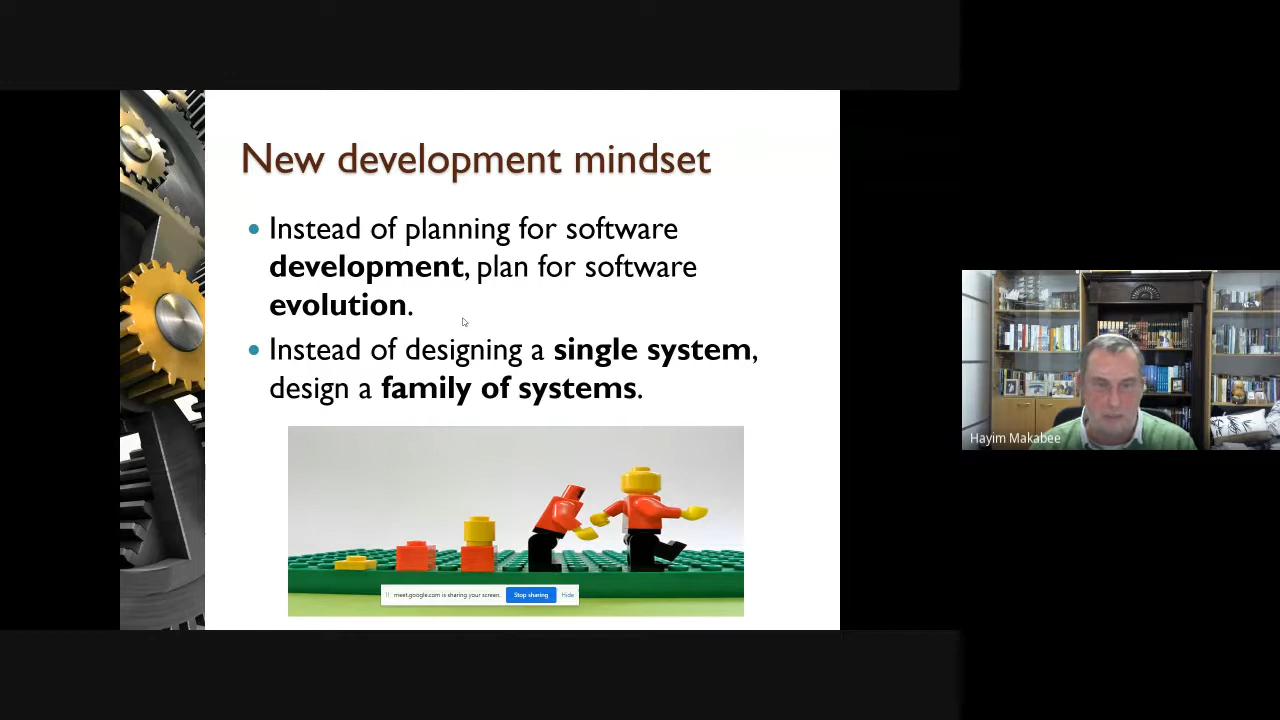 New development mindset
• Instead of planning for software
development, plan for software
evolution.
• Instead of designing a single system,
design a family of systems.
meet.google.com is sharing your screen. Stop sharing Hide
Hayim Makabee